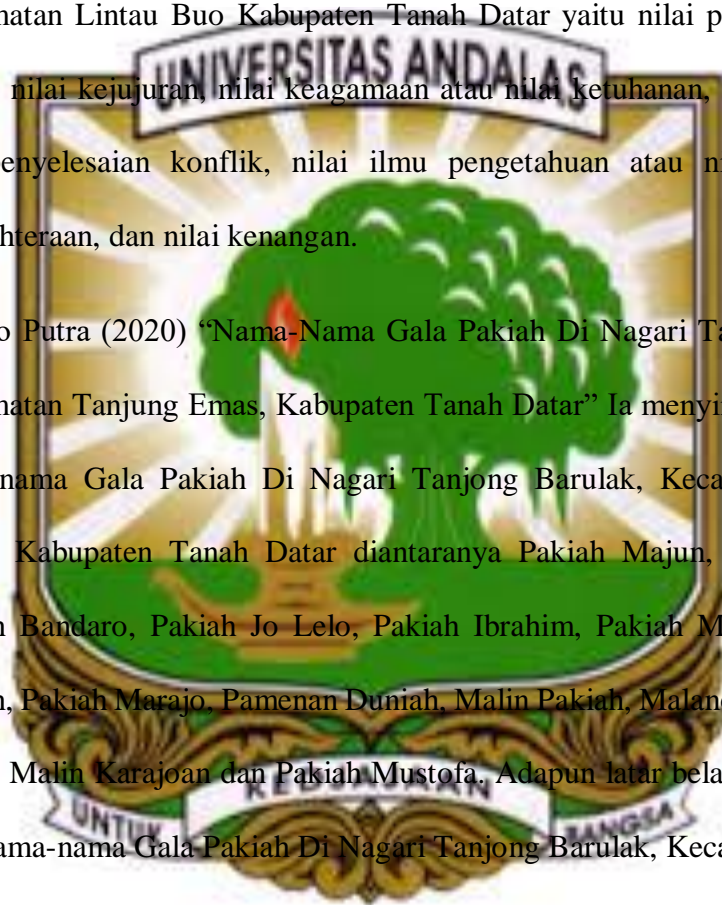 matan Lintau Buo Kabupaten Tanah Datar yaitu nilai p
UNIVERSITAS ANDALAS
nilai kejujuran, nilai keagamaan atau nilai ketuhanan,
penyelesaian konflik, nilai ilmu pengetahuan atau ni
hteraan, dan nilai kenangan.
o Putra (2020) “Nama-Nama Gala Pakiah Di Nagari Ta
matan Tanjung Emas, Kabupaten Tanah Datar” Ia menyi
nama Gala Pakiah Di Nagari Tanjong Barulak, Keca
Kabupaten Tanah Datar diantaranya Pakiah Majun,
n Bandaro, Pakiah Jo Lelo, Pakiah Ibrahim, Pakiah M
n, Pakiah Marajo, Pamenan Duniah, Malin Pakiah, Malan
Malin Karajoan dan Pakiah Mustofa. Adapun latar bela
UNTUK KEDJAJAAN BANGSA
ama-nama Gala Pakiah Di Nagari Tanjong Barulak, Keca